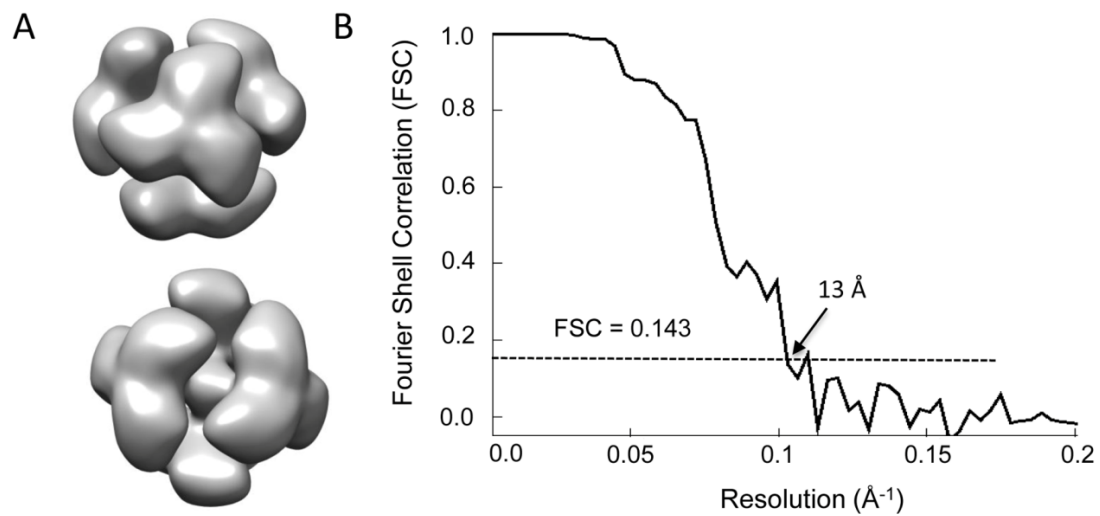 A
B
Fourier Shell Correlation (FSC)
1.0
0.8
0.6
0.4
0.2
0.0
13 Å
FSC = 0.143
0.0 0.05 0.1 0.15 0.2
Resolution (Å-1)